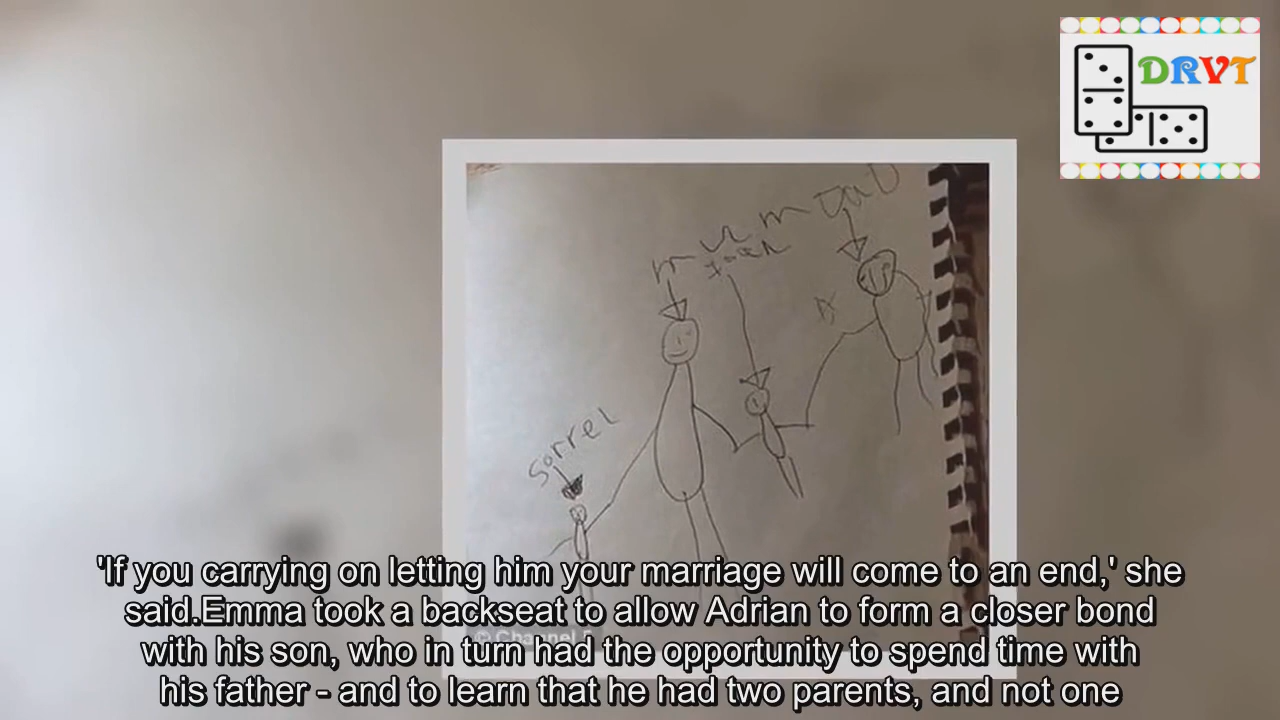 DRVT
mum Dad
Sorrel
© Channel 5
'If you carrying on letting him your marriage will come to an end,' she
said.Emma took a backseat to allow Adrian to form a closer bond
with his son, who in turn had the opportunity to spend time with
his father - and to learn that he had two parents, and not one